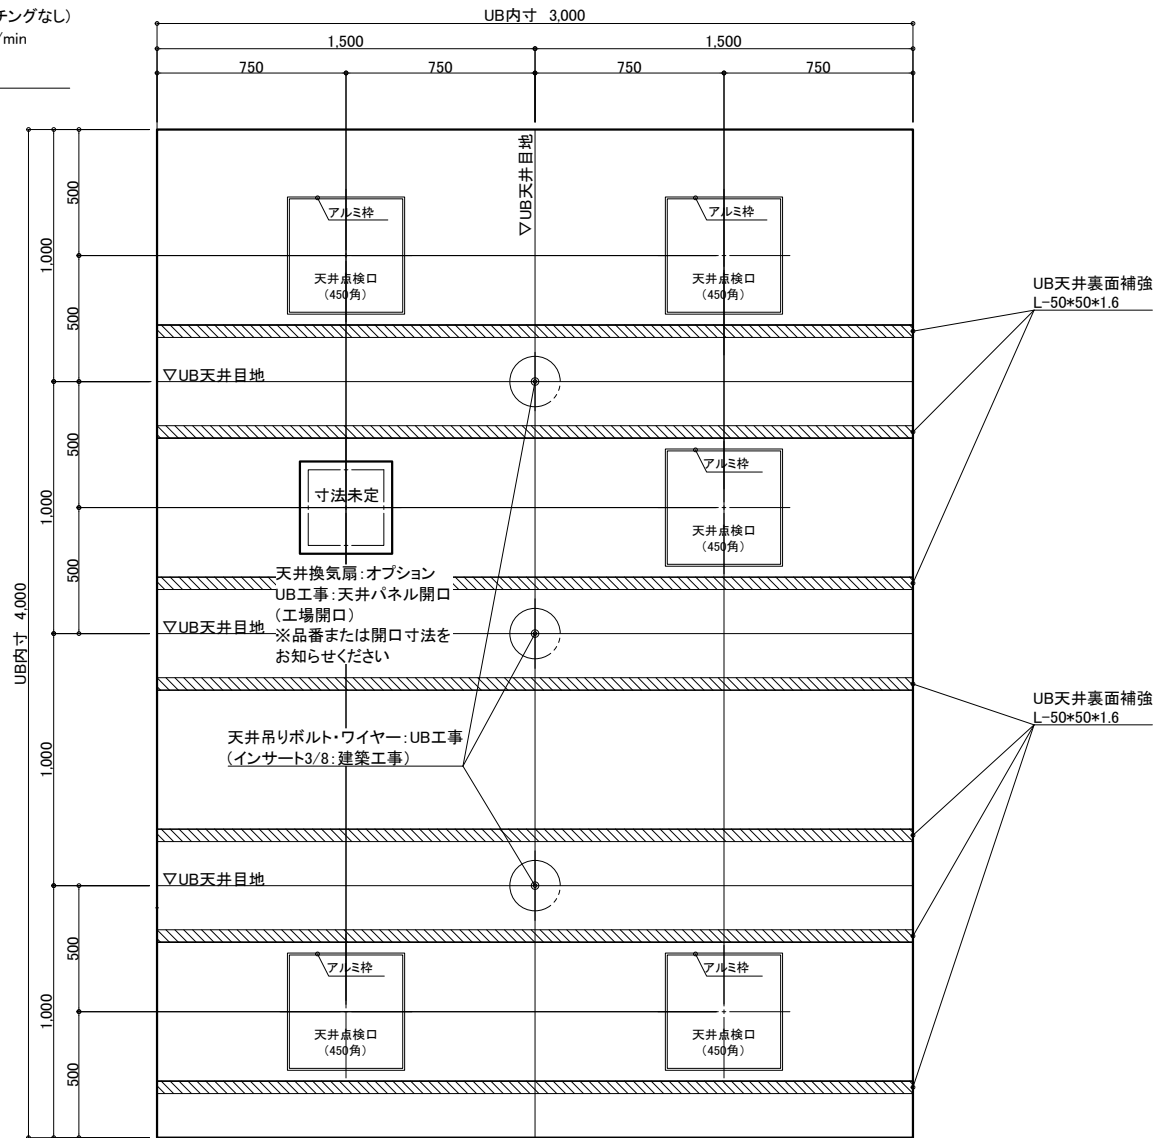 チングなし)
/min
UB内寸 3,000
1,500
1,500
750
750
750
750
▽UB天井目地
500
1,000
500
アルミ枠
天井点検口
(450角)
アルミ枠
天井点検口
(450角)
UB天井裏面補強
L-50*50*1.6
▽UB天井目地
500
1,000
500
寸法未定
アルミ枠
天井点検口
(450角)
天井換気扇:オプション
UB工事:天井パネル開口
(工場開口)
※品番または開口寸法を
お知らせください
UB内寸 4,000
▽UB天井目地
UB天井裏面補強
L-50*50*1.6
天井吊りボルト・ワイヤー:UB工事
(インサート3/8:建築工事)
1,000
▽UB天井目地
500
1,000
500
アルミ枠
天井点検口
(450角)
アルミ枠
天井点検口
(450角)